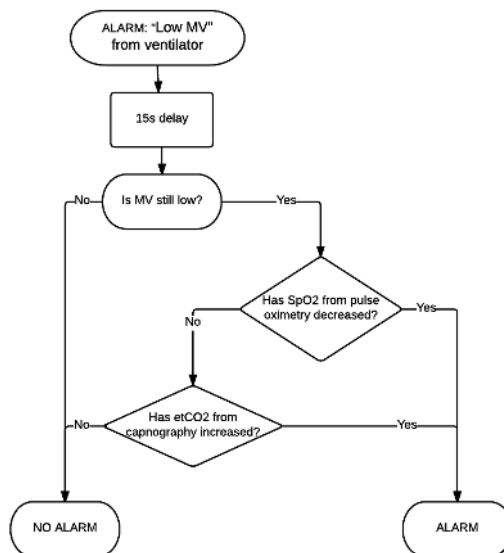 ALARM: "Low MV"
from ventilator
15s delay
No
Is MV still low?
Yes
Has SpO2 from pulse
oximetry decreased?
Yes
No
No
Has etCO2 from
capnography increased?
Yes
NO ALARM
ALARM